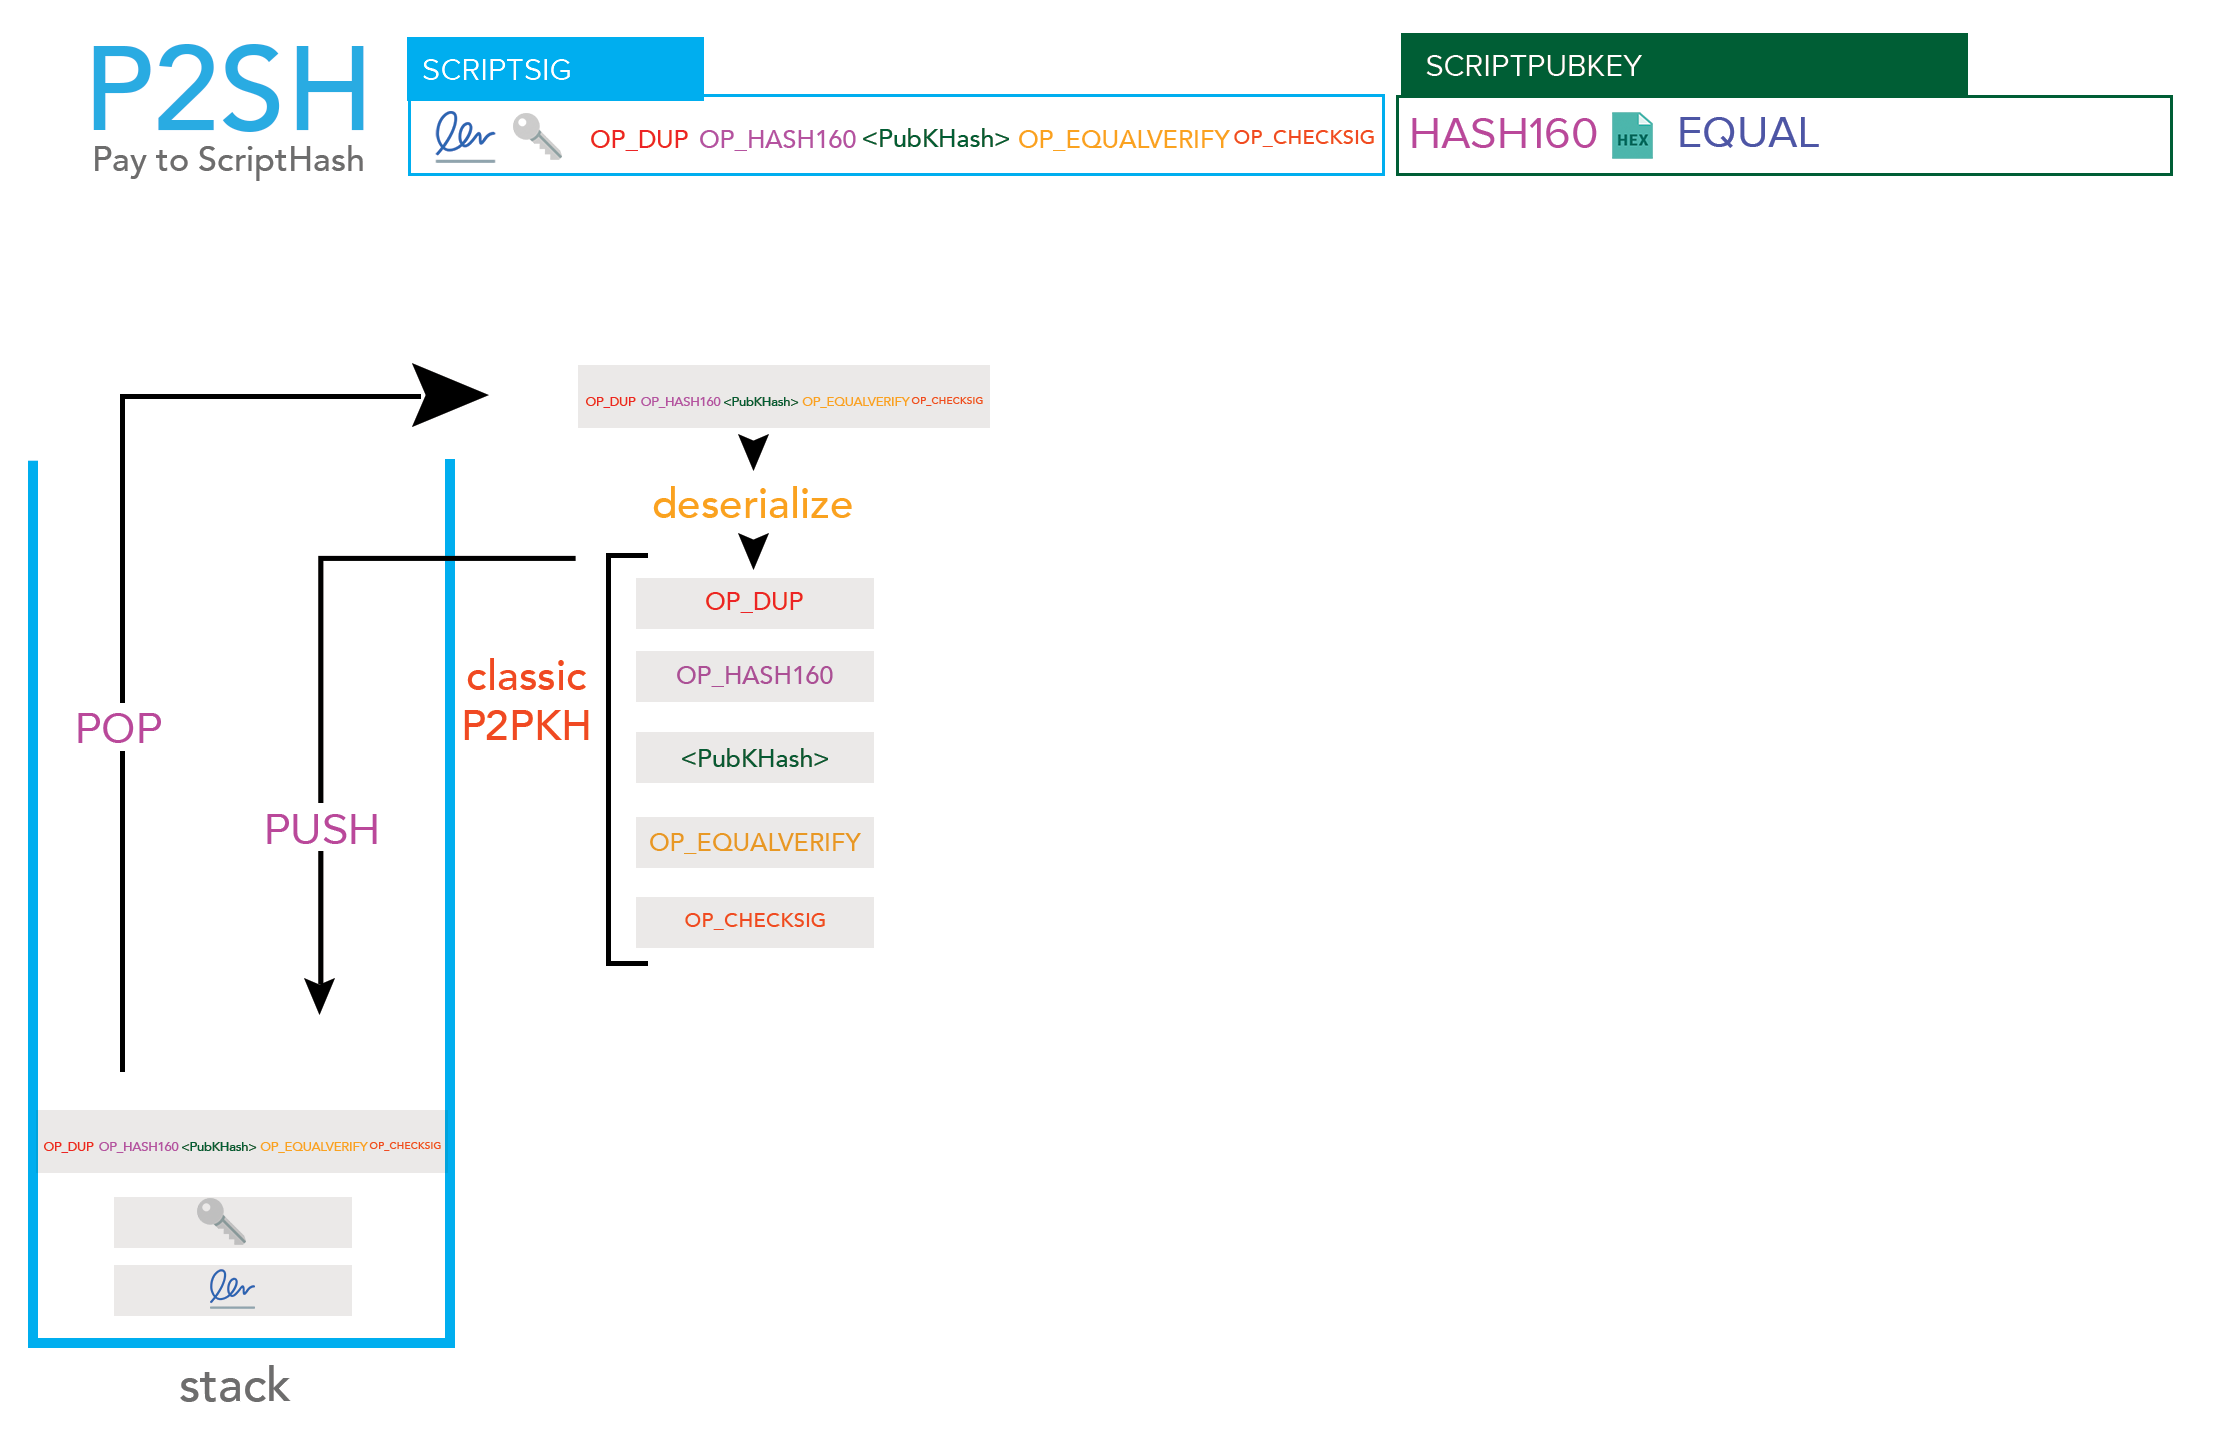 P2SH
Pay to ScriptHash
SCRIPTSIG
OP_DUP OP_HASH160 <PubKHash> OP_EQUALVERIFY OP_CHECKSIG
SCRIPTPUBKEY
HASH160 HEX EQUAL
OP_DUP OP_HASH160 <PubKHash> OP_EQUALVERIFY OP_CHECKSIG
deserialize
OP_DUP
OP_HASH160
<PubKHash>
OP_EQUALVERIFY
OP_CHECKSIG
classic
P2PKH
POP
PUSH
OP_DUP OP_HASH160 <PubKHash> OP_EQUALVERIFY OP_CHECKSIG
stack